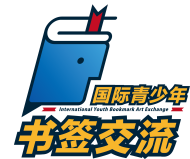 国际青少年
International Youth Bookmark Art Exchange
书签交流